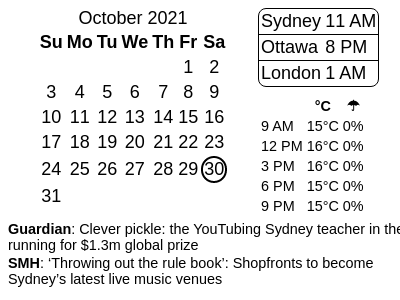 October 2021
Su Mo Tu We Th Fr Sa
1 2
3 4 5 6 7 8 9
10 11 12 13 14 15 16
17 18 19 20 21 22 23
24 25 26 27 28 29 30
31
Sydney 11 AM
Ottawa 8 PM
London 1 AM
°C ☂
9 AM 15°C 0%
12 PM 16°C 0%
3 PM 16°C 0%
6 PM 15°C 0%
9 PM 15°C 0%
Guardian: Clever pickle: the YouTubing Sydney teacher in the
running for $1.3m global prize
SMH: ‘Throwing out the rule book’: Shopfronts to become
Sydney’s latest live music venues